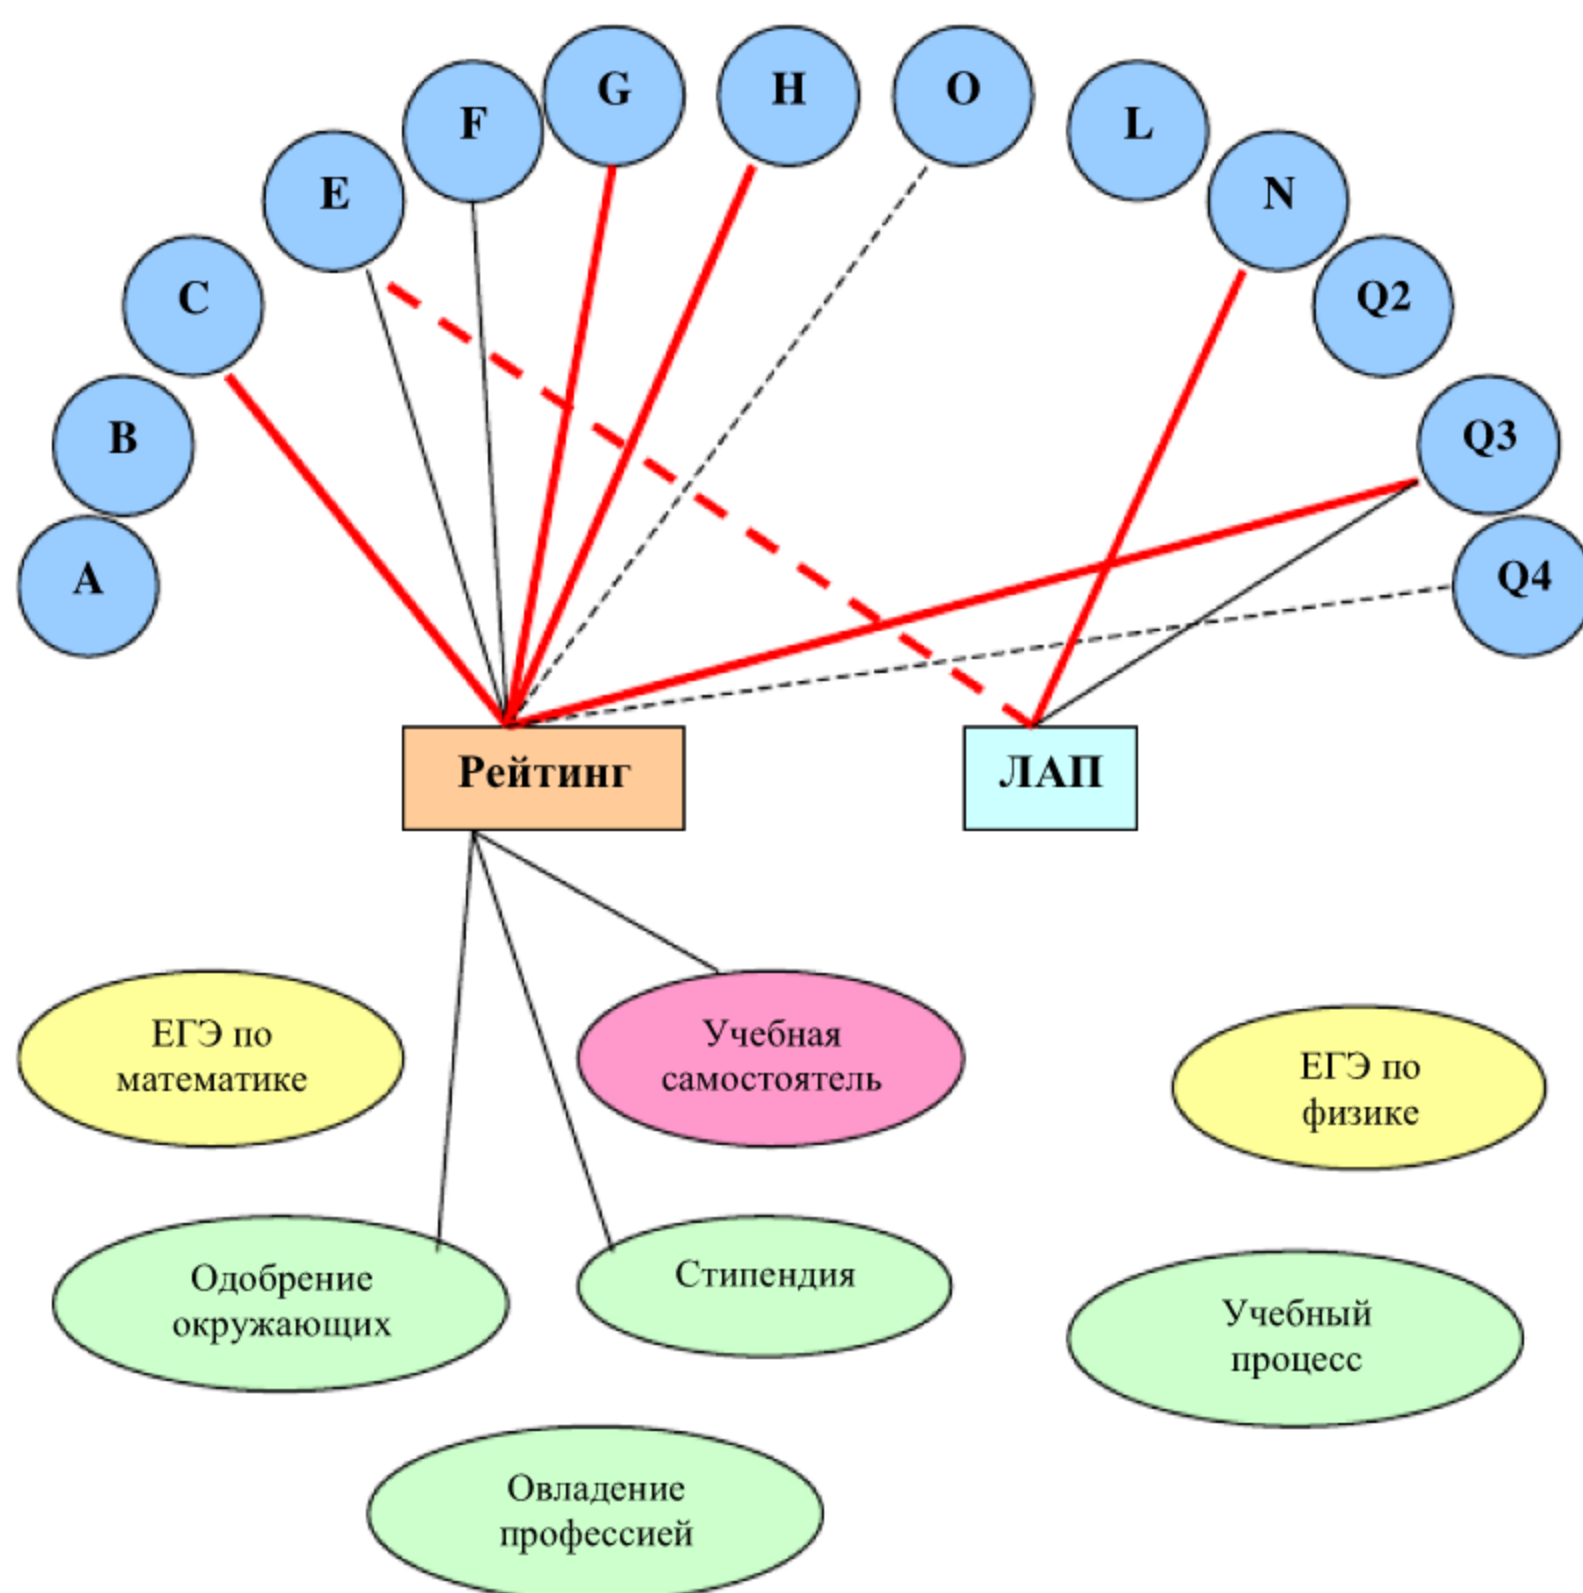 G
H
O
F
L
E
N
C
Q2
B
Q3
A
Q4
Рейтинг
ЛАП
ЕГЭ по
математике
Учебная
самостоятель
ЕГЭ по
физике
Одобрение
окружающих
Стипендия
Учебный
процесс
Овладение
профессией